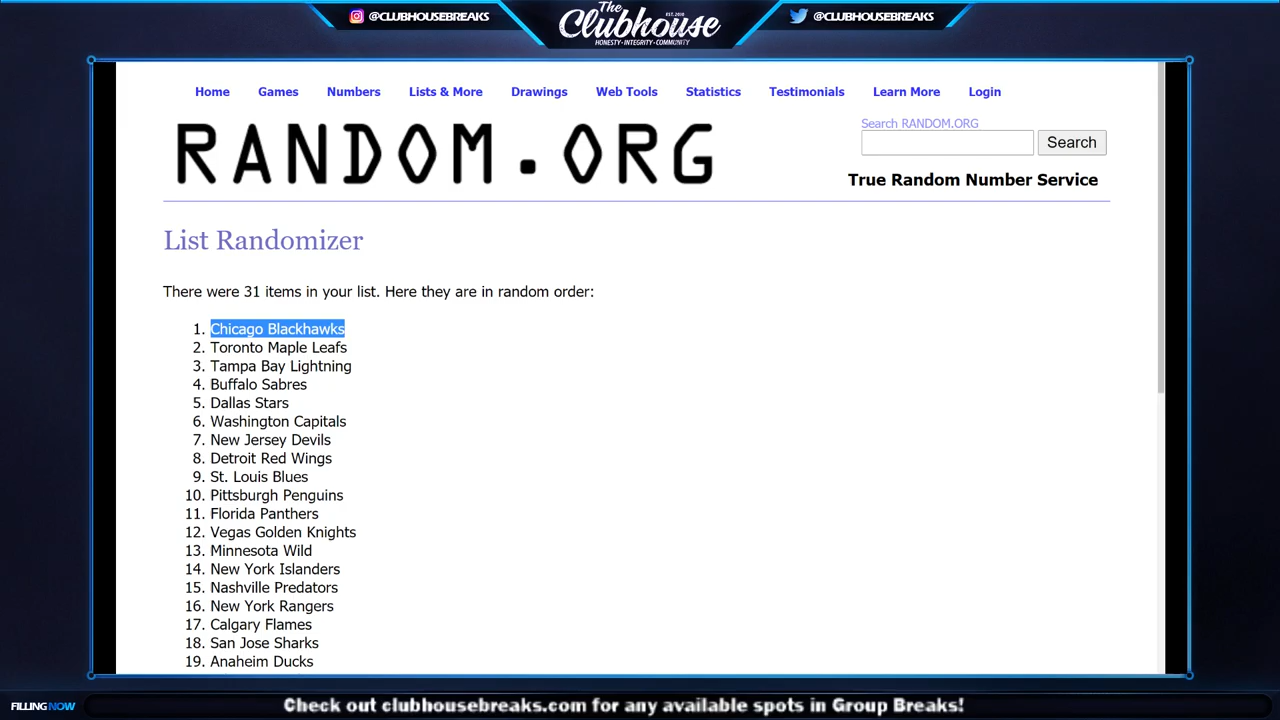 @CLUBHOUSEBREAKS
The
Clubhouse
EST. 2010
HONESTY • INTEGRITY • COMMUNITY
@CLUBHOUSEBREAKS
Home Games Numbers Lists & More Drawings Web Tools Statistics Testimonials Learn More Login
RANDOM.ORG
Search RANDOM.ORG
Search
True Random Number Service
List Randomizer
There were 31 items in your list. Here they are in random order:
1. Chicago Blackhawks
2. Toronto Maple Leafs
3. Tampa Bay Lightning
4. Buffalo Sabres
5. Dallas Stars
6. Washington Capitals
7. New Jersey Devils
8. Detroit Red Wings
9. St. Louis Blues
10. Pittsburgh Penguins
11. Florida Panthers
12. Vegas Golden Knights
13. Minnesota Wild
14. New York Islanders
15. Nashville Predators
16. New York Rangers
17. Calgary Flames
18. San Jose Sharks
19. Anaheim Ducks
FILLING NOW
Check out clubhousebreaks.com for any available spots in Group Breaks!